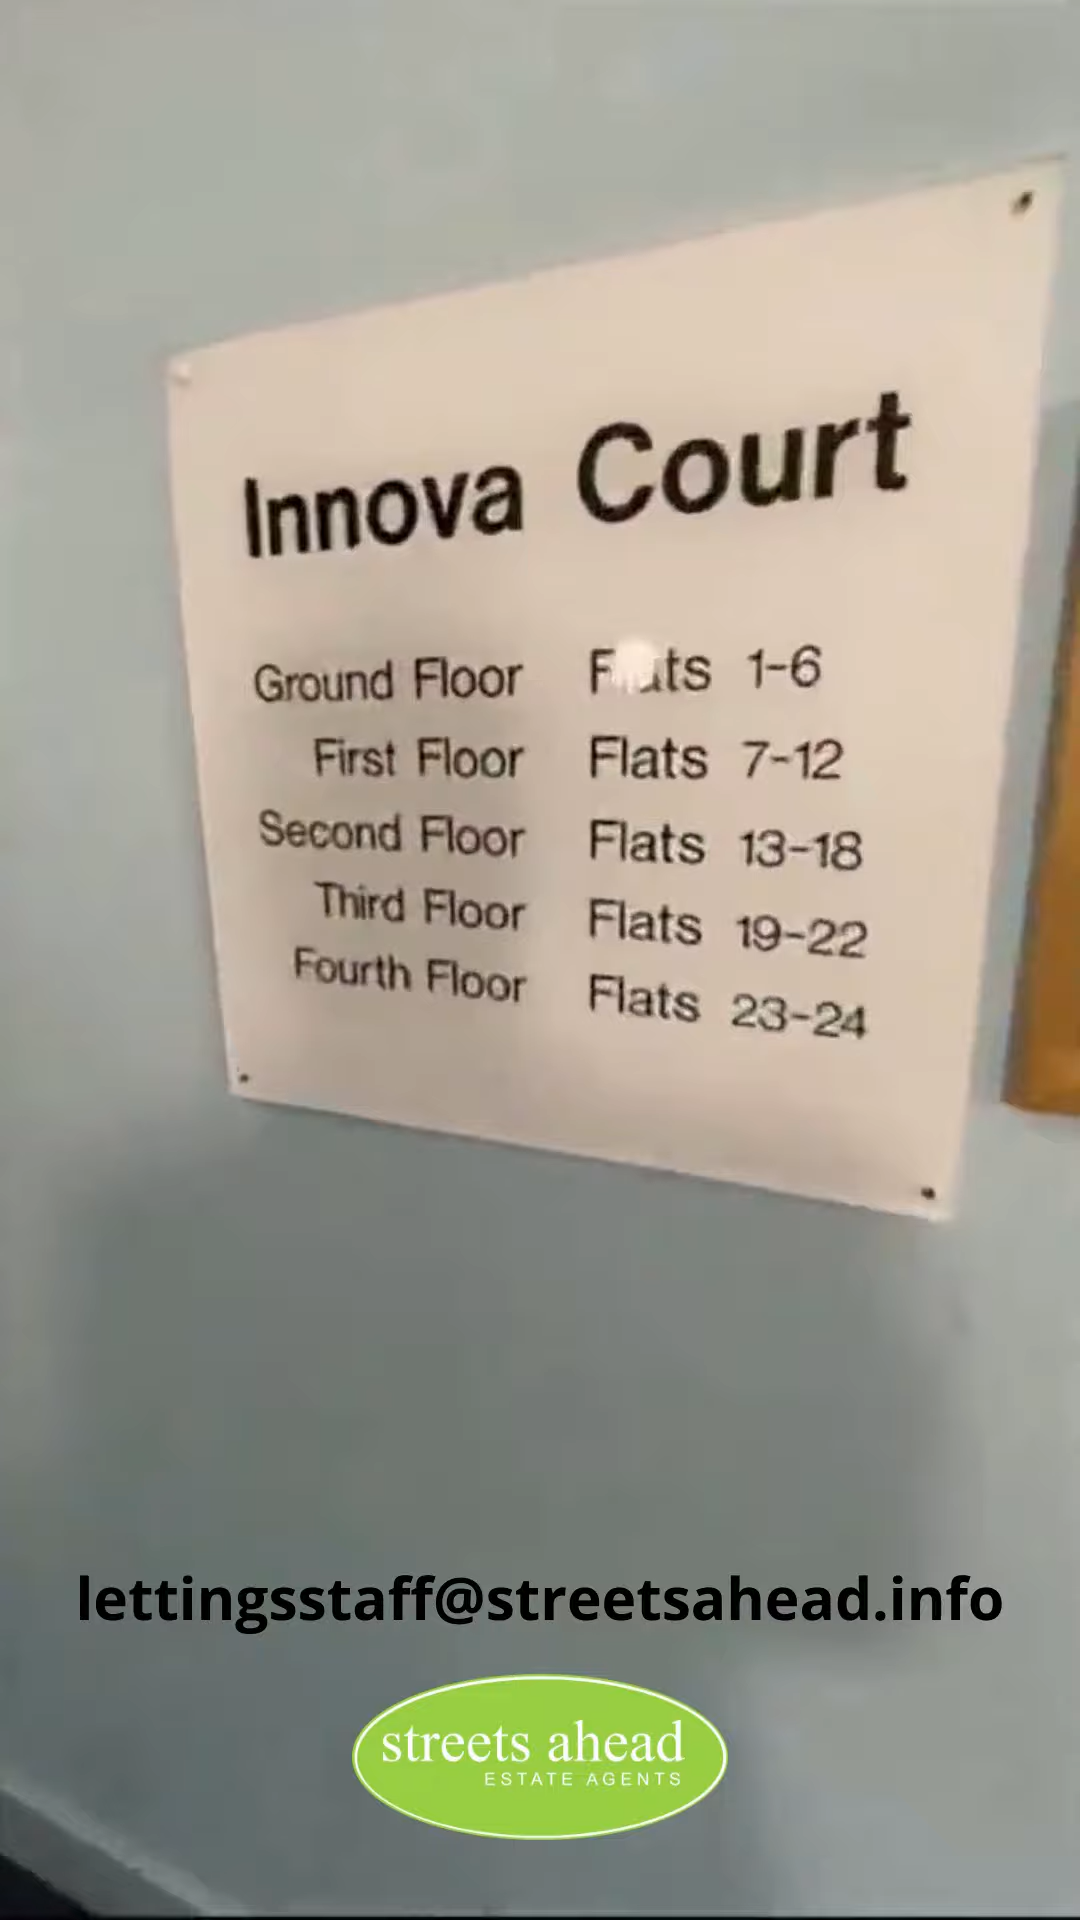 Innova Court
Ground Floor Flats 1-6
First Floor Flats 7-12
Second Floor Flats 13-18
Third Floor Flats 19-22
Fourth Floor Flats 23-24
lettingsstaff@streetsahead.info
streets ahead
ESTATE AGENTS